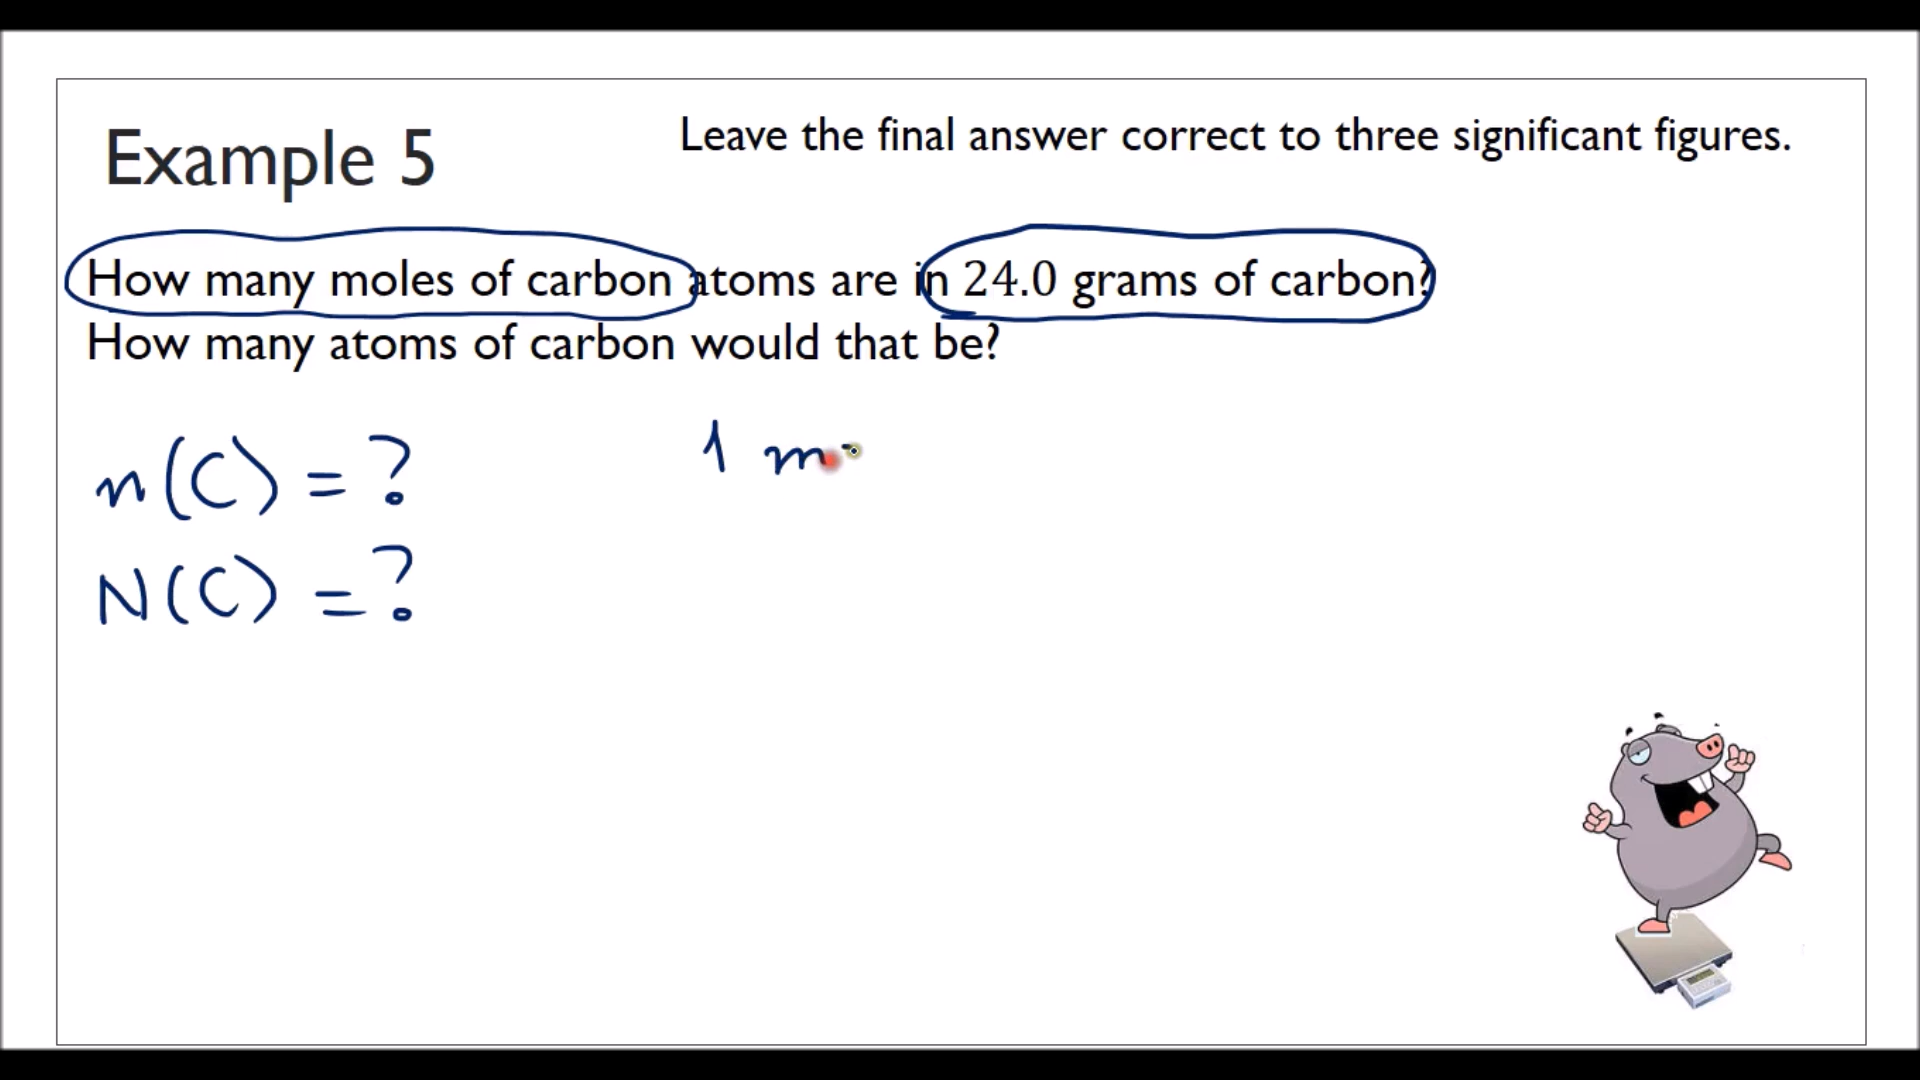 Example 5
Leave the final answer correct to three significant figures.
How many moles of carbon atoms are in 24.0 grams of carbon?
How many atoms of carbon would that be?
n(C) = ?
1 m
N(C) = ?